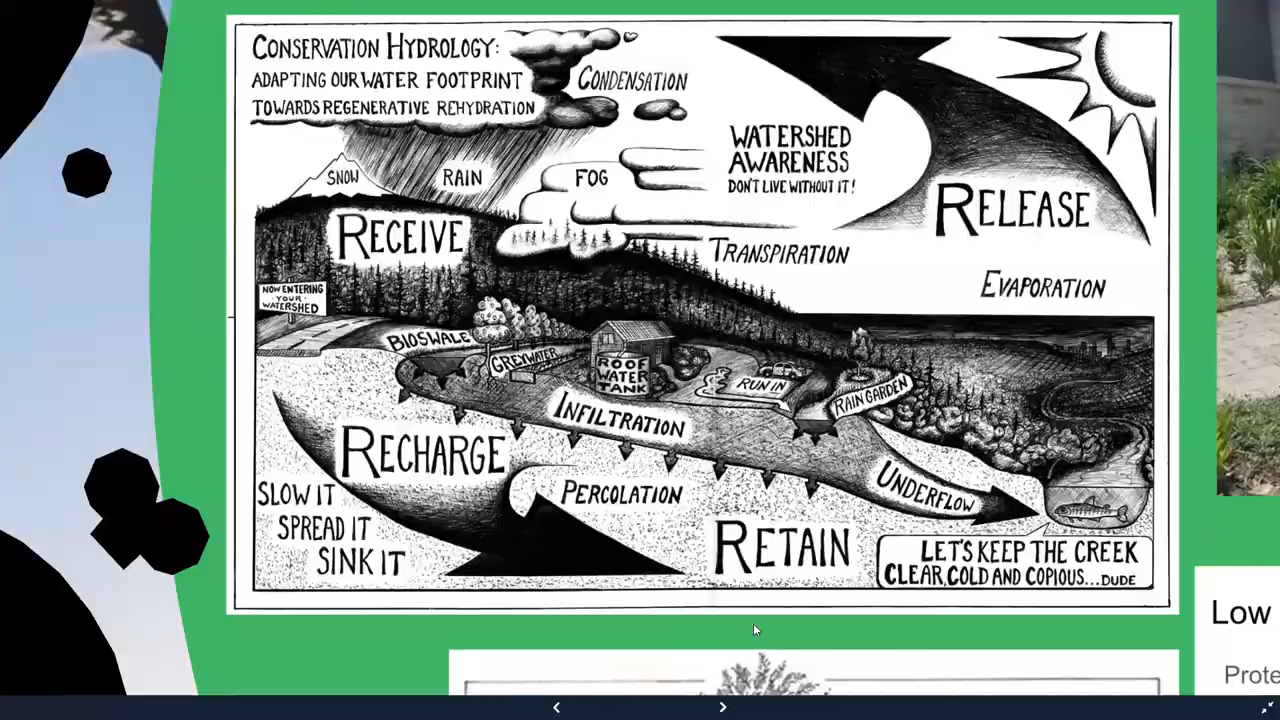 CONSERVATION HYDROLOGY:
ADAPTING OUR WATER FOOTPRINT
TOWARDS REGENERATIVE REHYDRATION
CONDENSATION
WATERSHED
AWARENESS
DON'T LIVE WITHOUT IT!
SNOW
RAIN
FOG
RECEIVE
RELEASE
TRANSPIRATION
EVAPORATION
NOW ENTERING
YOUR
WATERSHED
BIOSWALE
GREYWATER
ROOF
WATER
TANK
RUN IN
RAIN GARDEN
INFILTRATION
RECHARGE
SLOW IT
SPREAD IT
SINK IT
PERCOLATION
UNDERFLOW
RETAIN
LET'S KEEP THE CREEK
CLEAR, COLD AND COPIOUS...DUDE
Low
Prote